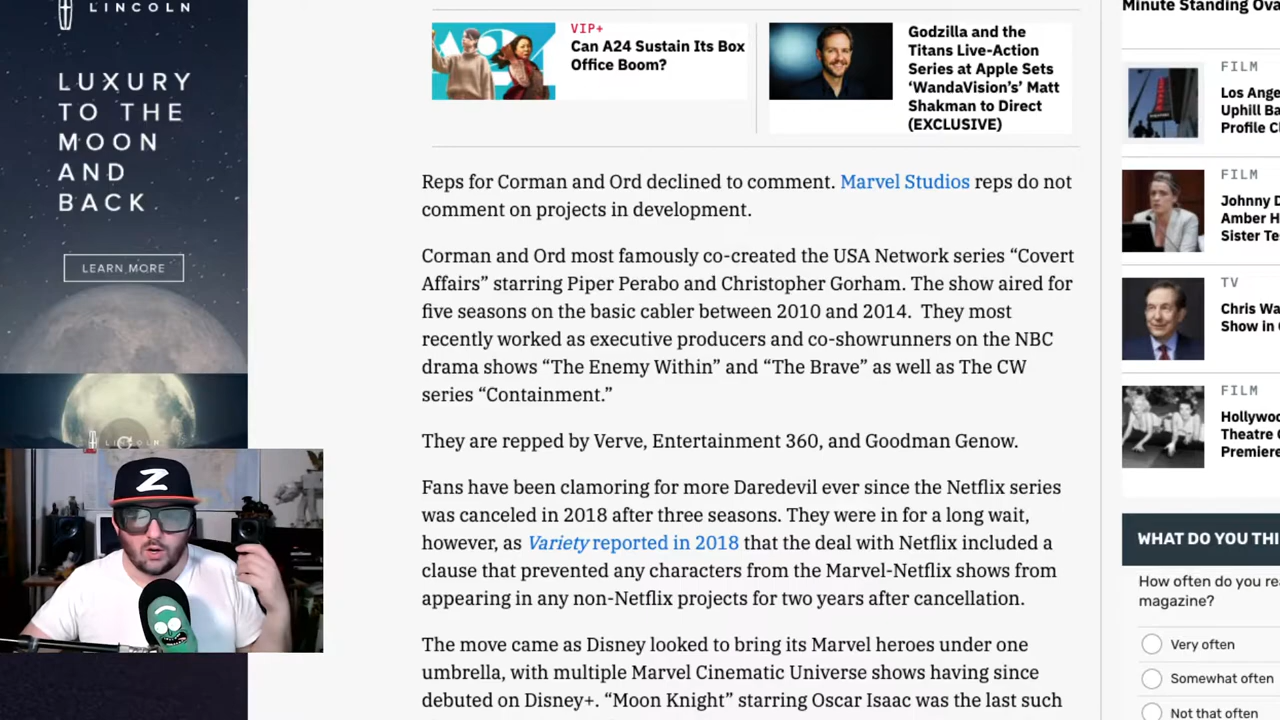 LINCOLN
LUXURY
TO THE
MOON
AND
BACK
LEARN MORE
LINCOLN
Z
VIP+
Can A24 Sustain Its Box
Office Boom?
Godzilla and the
Titans Live-Action
Series at Apple Sets
‘WandaVision’s’ Matt
Shakman to Direct
(EXCLUSIVE)
Reps for Corman and Ord declined to comment. Marvel Studios reps do not
comment on projects in development.
Corman and Ord most famously co-created the USA Network series “Covert
Affairs” starring Piper Perabo and Christopher Gorham. The show aired for
five seasons on the basic cabler between 2010 and 2014. They most
recently worked as executive producers and co-showrunners on the NBC
drama shows “The Enemy Within” and “The Brave” as well as The CW
series “Containment.”
They are repped by Verve, Entertainment 360, and Goodman Genow.
Fans have been clamoring for more Daredevil ever since the Netflix series
was canceled in 2018 after three seasons. They were in for a long wait,
however, as Variety reported in 2018 that the deal with Netflix included a
clause that prevented any characters from the Marvel-Netflix shows from
appearing in any non-Netflix projects for two years after cancellation.
The move came as Disney looked to bring its Marvel heroes under one
umbrella, with multiple Marvel Cinematic Universe shows having since
debuted on Disney+. “Moon Knight” starring Oscar Isaac was the last such
Minute Standing Ova
FILM
Los Ange
Uphill Ba
Profile C
FILM
Johnny D
Amber H
Sister Te
TV
Chris Wa
Show in
FILM
Hollywo
Theatre
Premiere
WHAT DO YOU THI
How often do you rea
magazine?
Very often
Somewhat often
Not that often